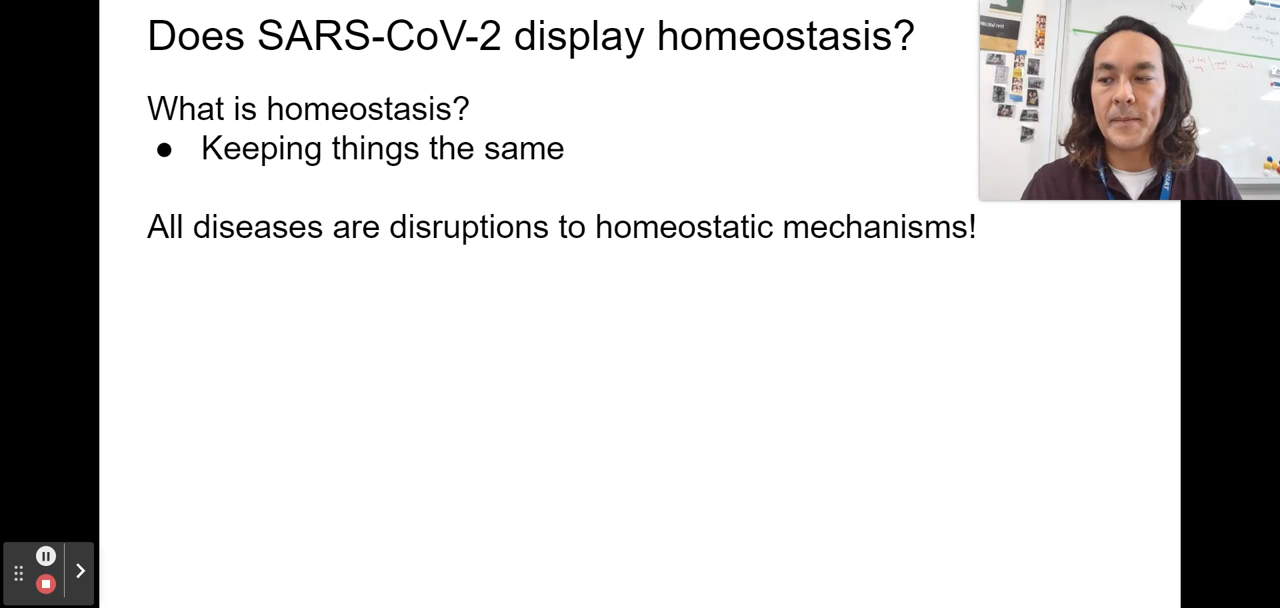 Does SARS-CoV-2 display homeostasis?
What is homeostasis?
● Keeping things the same
All diseases are disruptions to homeostatic mechanisms!